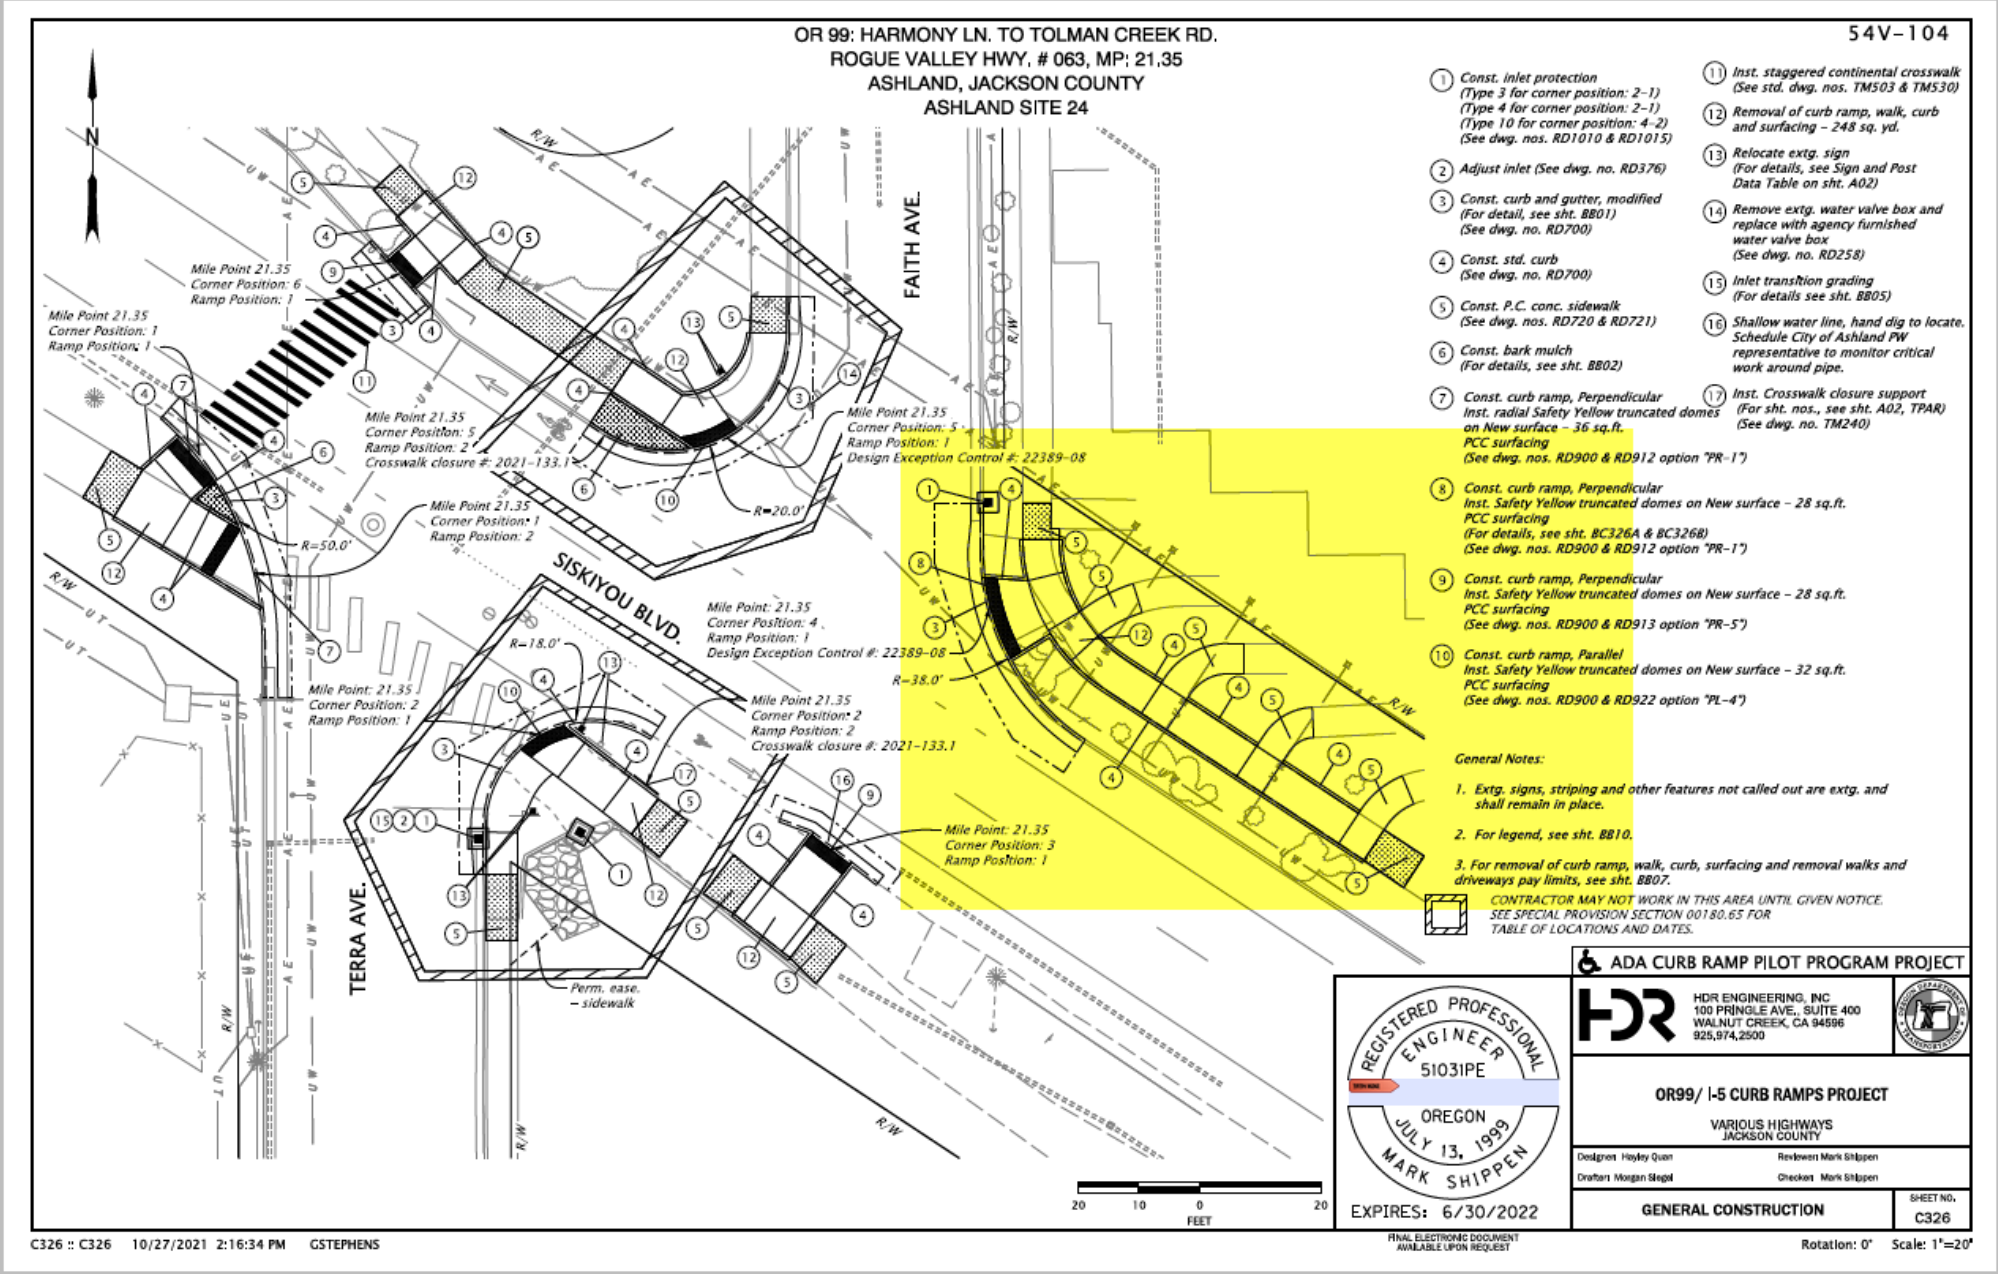 OR 99: HARMONY LN. TO TOLMAN CREEK RD.
ROGUE VALLEY HWY, # 063, MP: 21.35
ASHLAND, JACKSON COUNTY
ASHLAND SITE 24
54V-104
1 Const. inlet protection
(Type 3 for corner position: 2-1)
(Type 4 for corner position: 2-1)
(Type 10 for corner position: 4-2)
(See dwg. nos. RD1010 & RD1015)
2 Adjust inlet (See dwg. no. RD376)
3 Const. curb and gutter, modified
(For detail, see sht. BB01)
(See dwg. no. RD700)
4 Const. std. curb
(See dwg. no. RD700)
5 Const. P.C. conc. sidewalk
(See dwg. nos. RD720 & RD721)
6 Const. bark mulch
(For details, see sht. BB02)
7 Const. curb ramp, Perpendicular
Inst. radial Safety Yellow truncated domes
on New surface - 36 sq.ft.
PCC surfacing
(See dwg. nos. RD900 & RD912 option "PR-1")
8 Const. curb ramp, Perpendicular
Inst. Safety Yellow truncated domes on New surface - 28 sq.ft.
PCC surfacing
(For details, see sht. BC326A & BC326B)
(See dwg. nos. RD900 & RD912 option "PR-1")
9 Const. curb ramp, Perpendicular
Inst. Safety Yellow truncated domes on New surface - 28 sq.ft.
PCC surfacing
(See dwg. nos. RD900 & RD913 option "PR-5")
10 Const. curb ramp, Parallel
Inst. Safety Yellow truncated domes on New surface - 32 sq.ft.
PCC surfacing
(See dwg. nos. RD900 & RD922 option "PL-4")
11 Inst. staggered continental crosswalk
(See std. dwg. nos. TM503 & TM530)
12 Removal of curb ramp, walk, curb
and surfacing - 248 sq. yd.
13 Relocate extg. sign
(For details, see Sign and Post
Data Table on sht. A02)
14 Remove extg. water valve box and
replace with agency furnished
water valve box
(See dwg. no. RD258)
15 Inlet transition grading
(For details see sht. BB05)
16 Shallow water line, hand dig to locate.
Schedule City of Ashland PW
representative to monitor critical
work around pipe.
17 Inst. Crosswalk closure support
(For sht. nos., see sht. A02, TPAR)
(See dwg. no. TM240)
General Notes:
1. Extg. signs, striping and other features not called out are extg. and
shall remain in place.
2. For legend, see sht. BB10.
3. For removal of curb ramp, walk, curb, surfacing and removal walks and
driveways pay limits, see sht. BB07.
CONTRACTOR MAY NOT WORK IN THIS AREA UNTIL GIVEN NOTICE.
SEE SPECIAL PROVISION SECTION 00180.65 FOR
TABLE OF LOCATIONS AND DATES.
N
Mile Point 21.35
Corner Position: 6
Ramp Position: 1
Mile Point 21.35
Corner Position: 1
Ramp Position: 1
Mile Point 21.35
Corner Position: 5
Ramp Position: 2
Crosswalk closure #: 2021-133.1
Mile Point 21.35
Corner Position: 5
Ramp Position: 1
Design Exception Control #: 22389-08
Mile Point 21.35
Corner Position: 1
Ramp Position: 2
Mile Point: 21.35
Corner Position: 4
Ramp Position: 1
Design Exception Control #: 22389-08
Mile Point: 21.35
Corner Position: 2
Ramp Position: 1
Mile Point 21.35
Corner Position: 2
Ramp Position: 2
Crosswalk closure #: 2021-133.1
Mile Point: 21.35
Corner Position: 3
Ramp Position: 1
FAITH AVE.
SISKIYOU BLVD.
TERRA AVE.
R=50.0'
R=20.0'
R=18.0'
R=38.0'
Perm. ease.
- sidewalk
R/W
R/W
R/W
R/W
R/W
R/W
R/W
20 10 0 20
FEET
ADA CURB RAMP PILOT PROGRAM PROJECT
HDR
HDR ENGINEERING, INC
100 PRINGLE AVE., SUITE 400
WALNUT CREEK, CA 94596
925.974.2500
OREGON DEPARTMENT OF TRANSPORTATION
OR99/ I-5 CURB RAMPS PROJECT
VARIOUS HIGHWAYS
JACKSON COUNTY
Designer: Hayley Quan
Reviewer: Mark Shippen
Drafter: Morgan Siegel
Checker: Mark Shippen
GENERAL CONSTRUCTION
SHEET NO.
C326
REGISTERED PROFESSIONAL
ENGINEER
51031PE
OREGON
JULY 13, 1999
MARK SHIPPEN
EXPIRES: 6/30/2022
FINAL ELECTRONIC DOCUMENT
AVAILABLE UPON REQUEST
C326 :: C326 10/27/2021 2:16:34 PM GSTEPHENS
Rotation: 0° Scale: 1"=20'